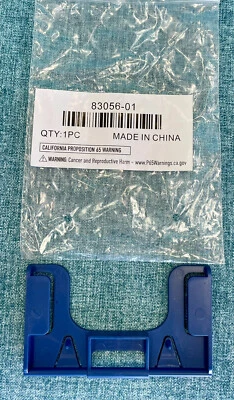 83056-01
QTY:1PC MADE IN CHINA
CALIFORNIA PROPOSITION 65 WARNING
WARNING Cancer and Reproductive Harm - www.P65Warnings.ca.gov